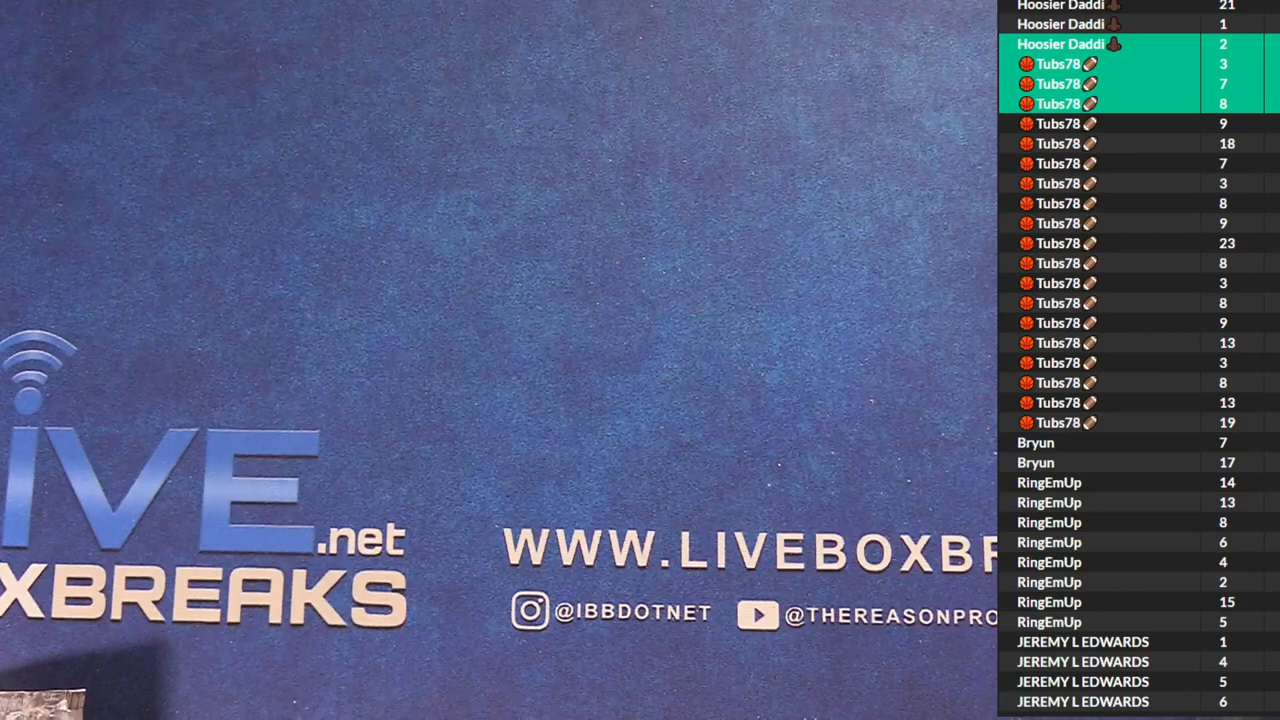 Hoosier Daddi 21
Hoosier Daddi 1
Hoosier Daddi 2
Tubs78 3
Tubs78 7
Tubs78 8
Tubs78 9
Tubs78 18
Tubs78 7
Tubs78 3
Tubs78 8
Tubs78 9
Tubs78 23
Tubs78 8
Tubs78 3
Tubs78 8
Tubs78 9
Tubs78 13
Tubs78 3
Tubs78 8
Tubs78 13
Tubs78 19
Bryun 7
Bryun 17
RingEmUp 14
RingEmUp 13
RingEmUp 8
RingEmUp 6
RingEmUp 4
RingEmUp 2
RingEmUp 15
RingEmUp 5
JEREMY L EDWARDS 1
JEREMY L EDWARDS 4
JEREMY L EDWARDS 5
JEREMY L EDWARDS 6
iVE.net
XBREAKS
WWW.LIVEBOXBR
@IBBDOTNET @THEREASONPRO